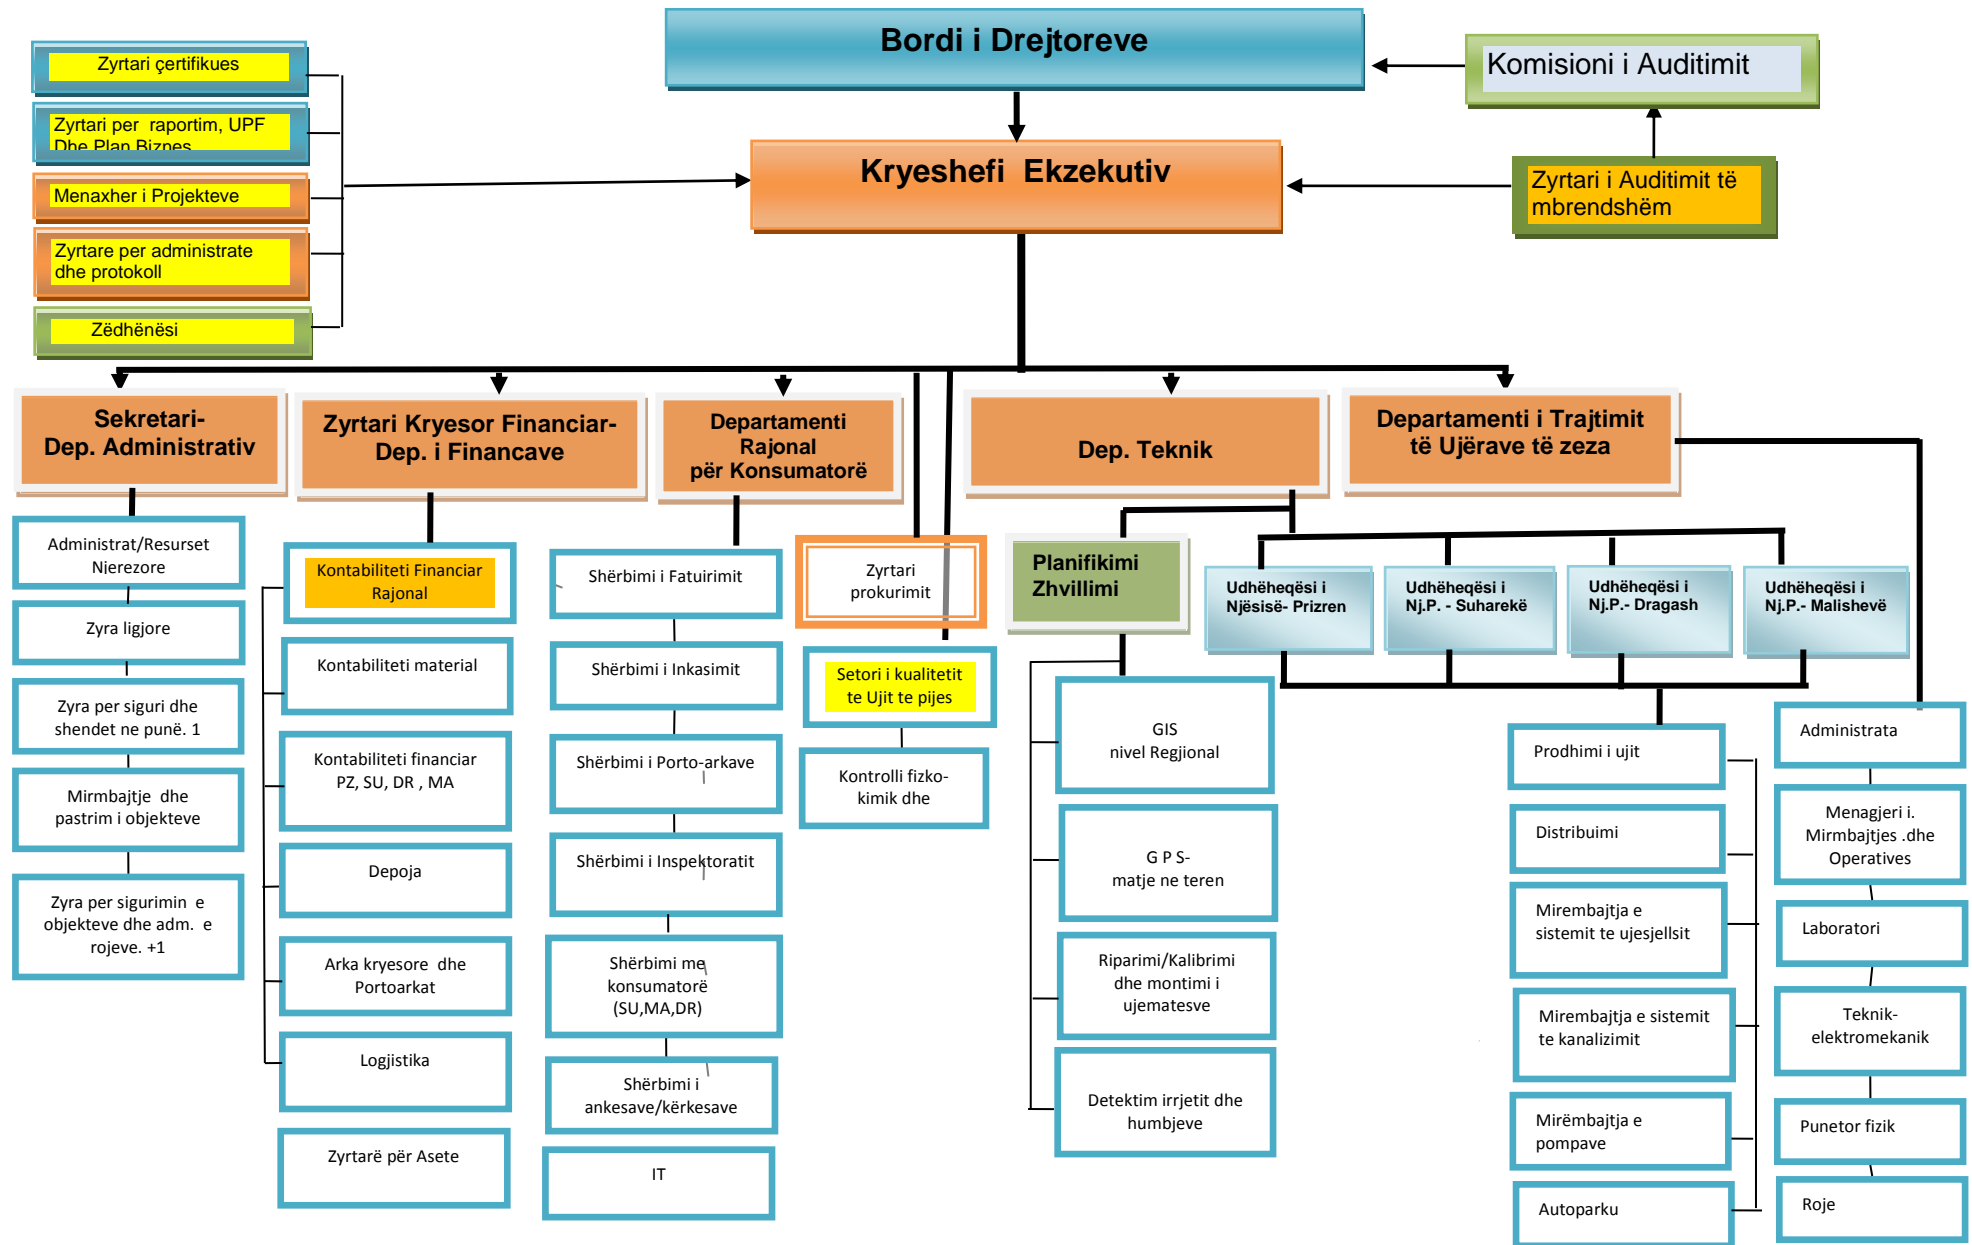 Bordi i Drejtoreve
Komisioni i Auditimit
Zyrtari çertifikues
Zyrtari per raportim, UPF
Dhe Plan Biznes
Menaxher i Projekteve
Zyrtare per administrate
dhe protokoll
Zëdhënësi
Kryeshefi Ekzekutiv
Zyrtari i Auditimit të
mbrendshëm
Sekretari-
Dep. Administrativ
Zyrtari Kryesor Financiar-
Dep. i Financave
Departamenti
Rajonal
për Konsumatorë
Dep. Teknik
Departamenti i Trajtimit
të Ujërave të zeza
Administrat/Resurset
Njerezore
Zyra ligjore
Zyra per siguri dhe
shendet ne punë. 1
Mirmbajtje dhe
pastrim i objekteve
Zyra per sigurimin e
objekteve dhe adm. e
rojeve. +1
Kontabiliteti Financiar
Rajonal
Kontabiliteti material
Kontabiliteti financiar
PZ, SU, DR , MA
Depoja
Arka kryesore dhe
Portoarkat
Logjistika
Zyrtarë për Asete
Shërbimi i Faturimit
Shërbimi i Inkasimit
Shërbimi i Porto-arkave
Shërbimi i Inspektoratit
Shërbimi me
konsumatorë
(SU,MA,DR)
Shërbimi i
ankesave/kërkesave
IT
Zyrtari
prokurimit
Setori i kualitetit
te Ujit te pijes
Kontrolli fizko-
kimik dhe
Planifikimi
Zhvillimi
GIS
nivel Regional
G P S-
matje ne teren
Riparimi/Kalibrimi
dhe montimi i
ujematesve
Detektim irrjetit dhe
humbjeve
Udhëheqësi i
Njësisë- Prizren
Udhëheqësi i
Nj.P. - Suharekë
Udhëheqësi i
Nj.P.- Dragash
Udhëheqësi i
Nj.P.- Malishevë
Prodhimi i ujit
Distribuimi
Mirembajtja e
sistemit te ujesjellsit
Mirembajtja e sistemit
te kanalizimit
Mirëmbajtja e
pompave
Autoparku
Administrata
Menagjeri i.
Mirmbajtjes .dhe
Operatives
Laboratori
Teknik-
elektromekanik
Punetor fizik
Roje